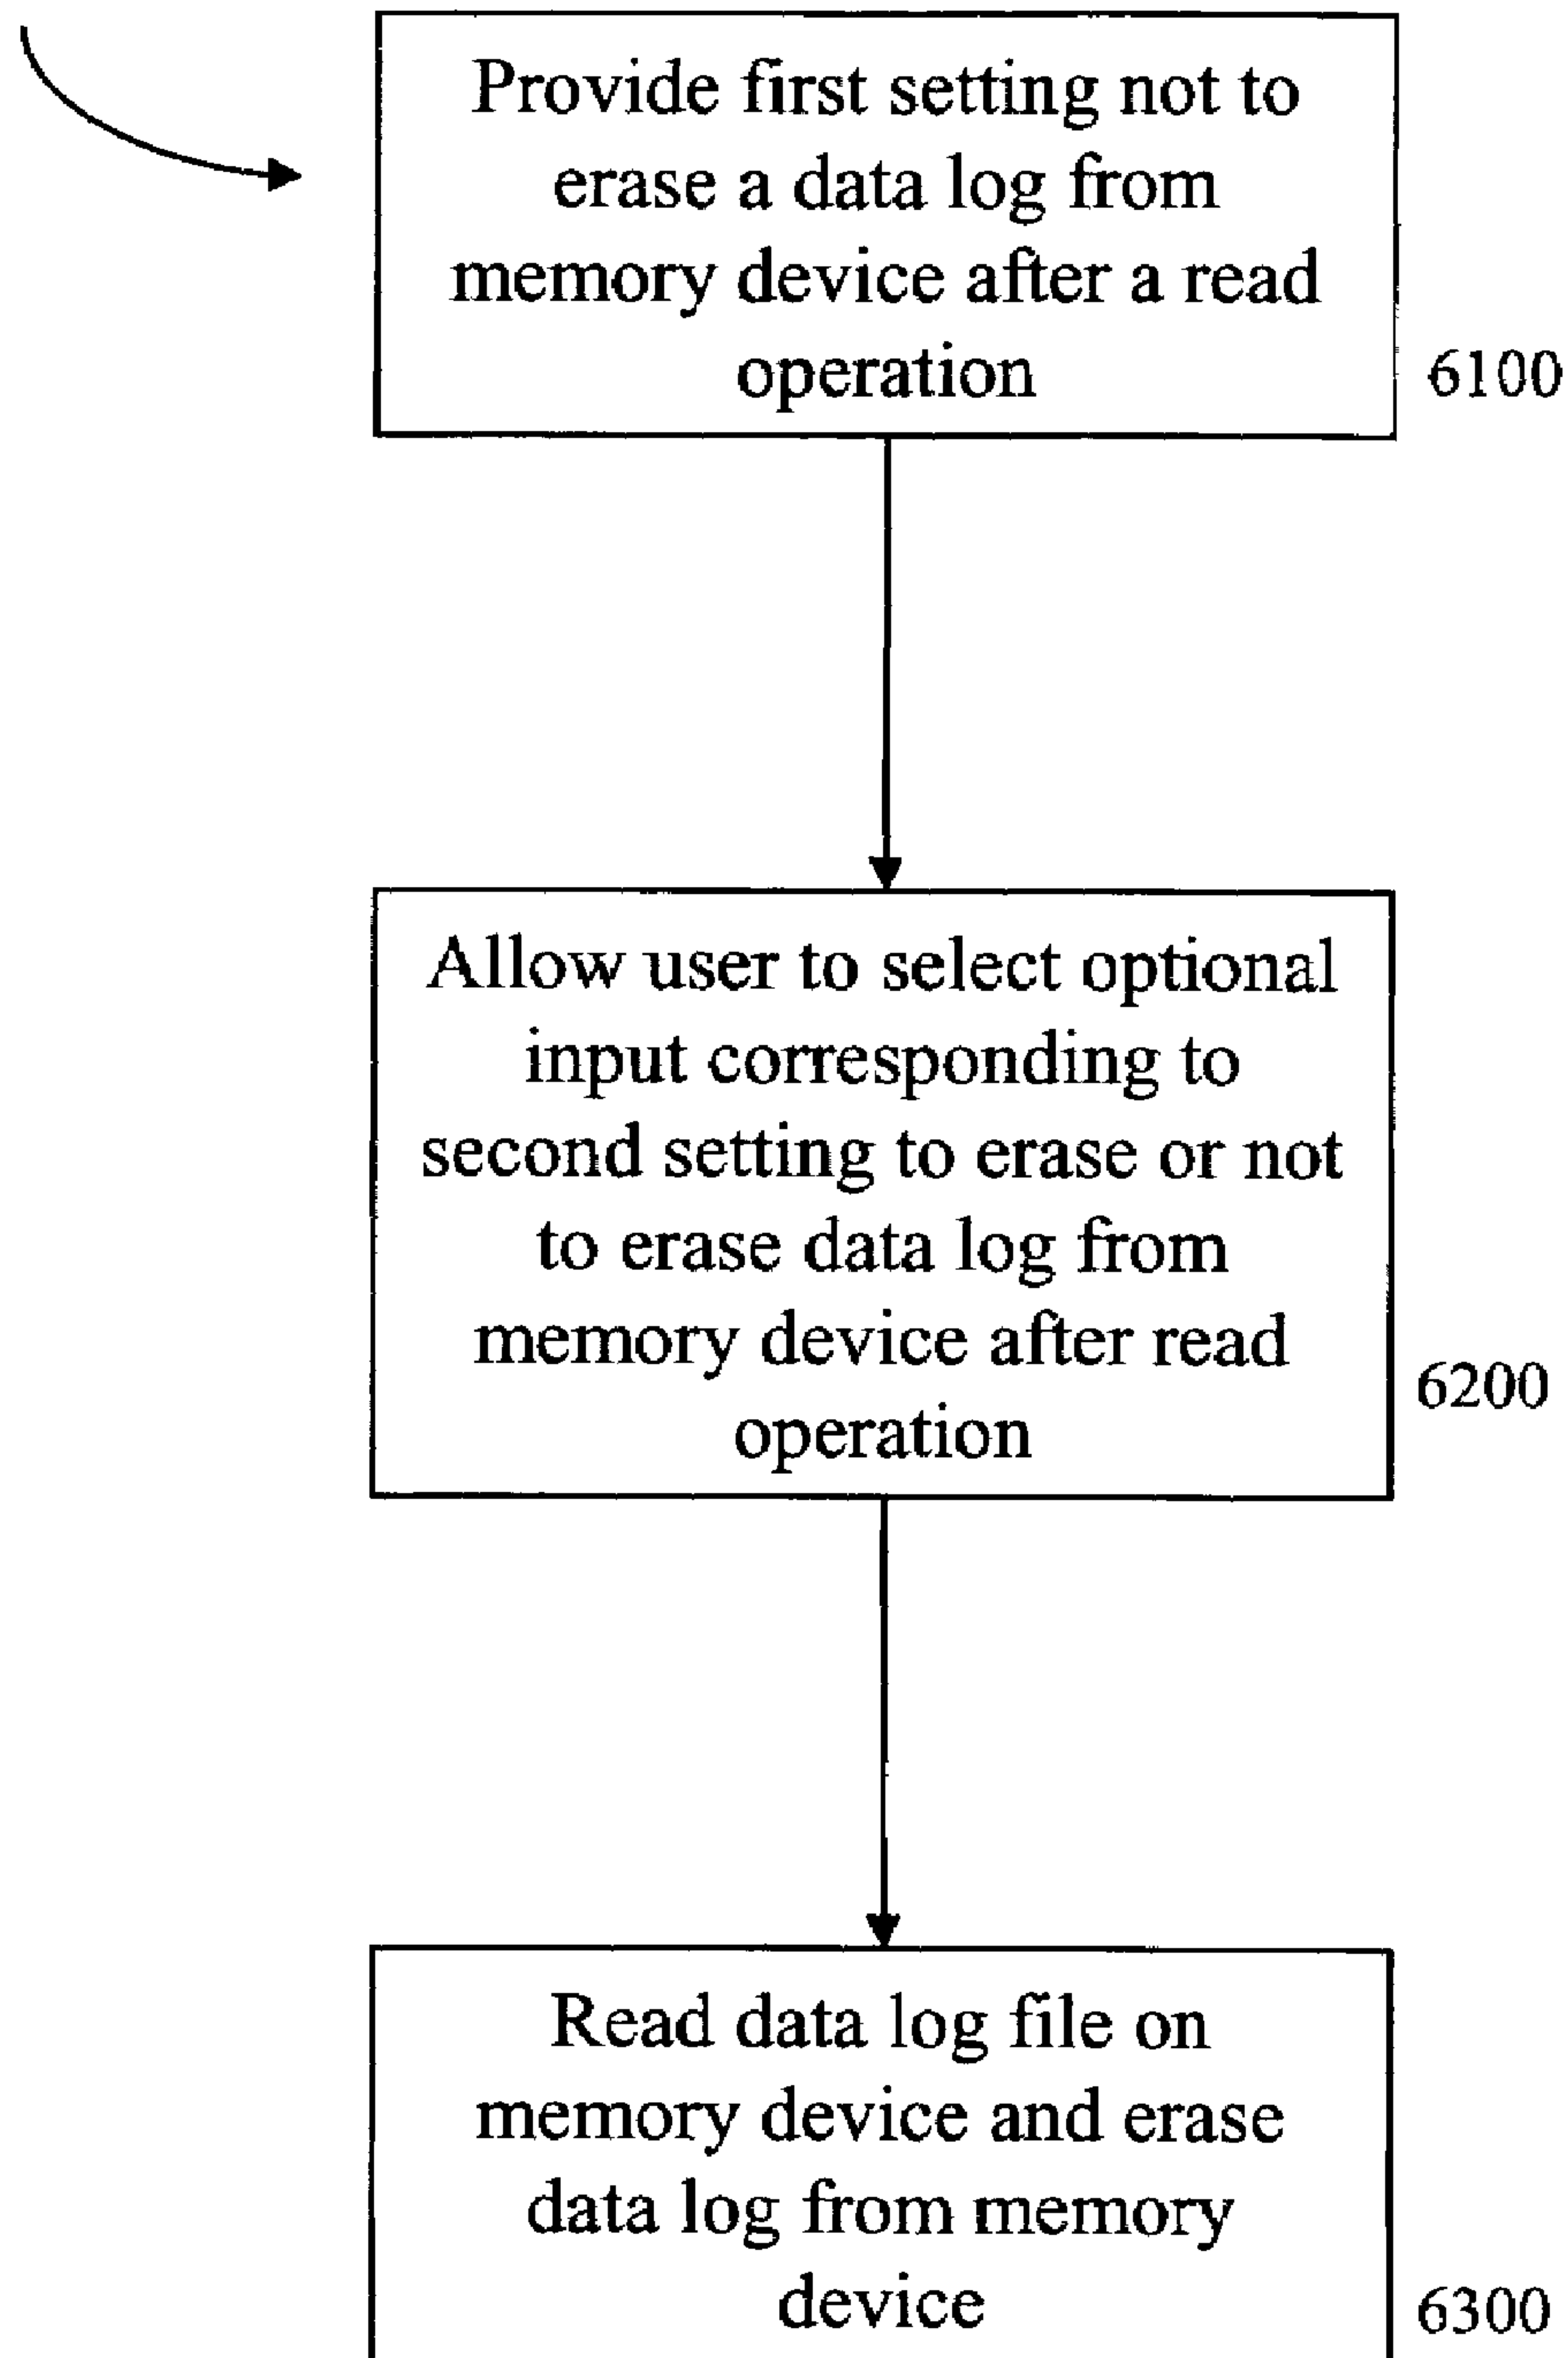 Provide first setting not to
erase a data log from
memory device after a read
operation
6100
Allow user to select optional
input corresponding to
second setting to erase or not
to erase data log from
memory device after read
operation
6200
Read data log file on
memory device and erase
data log from memory
device
6300